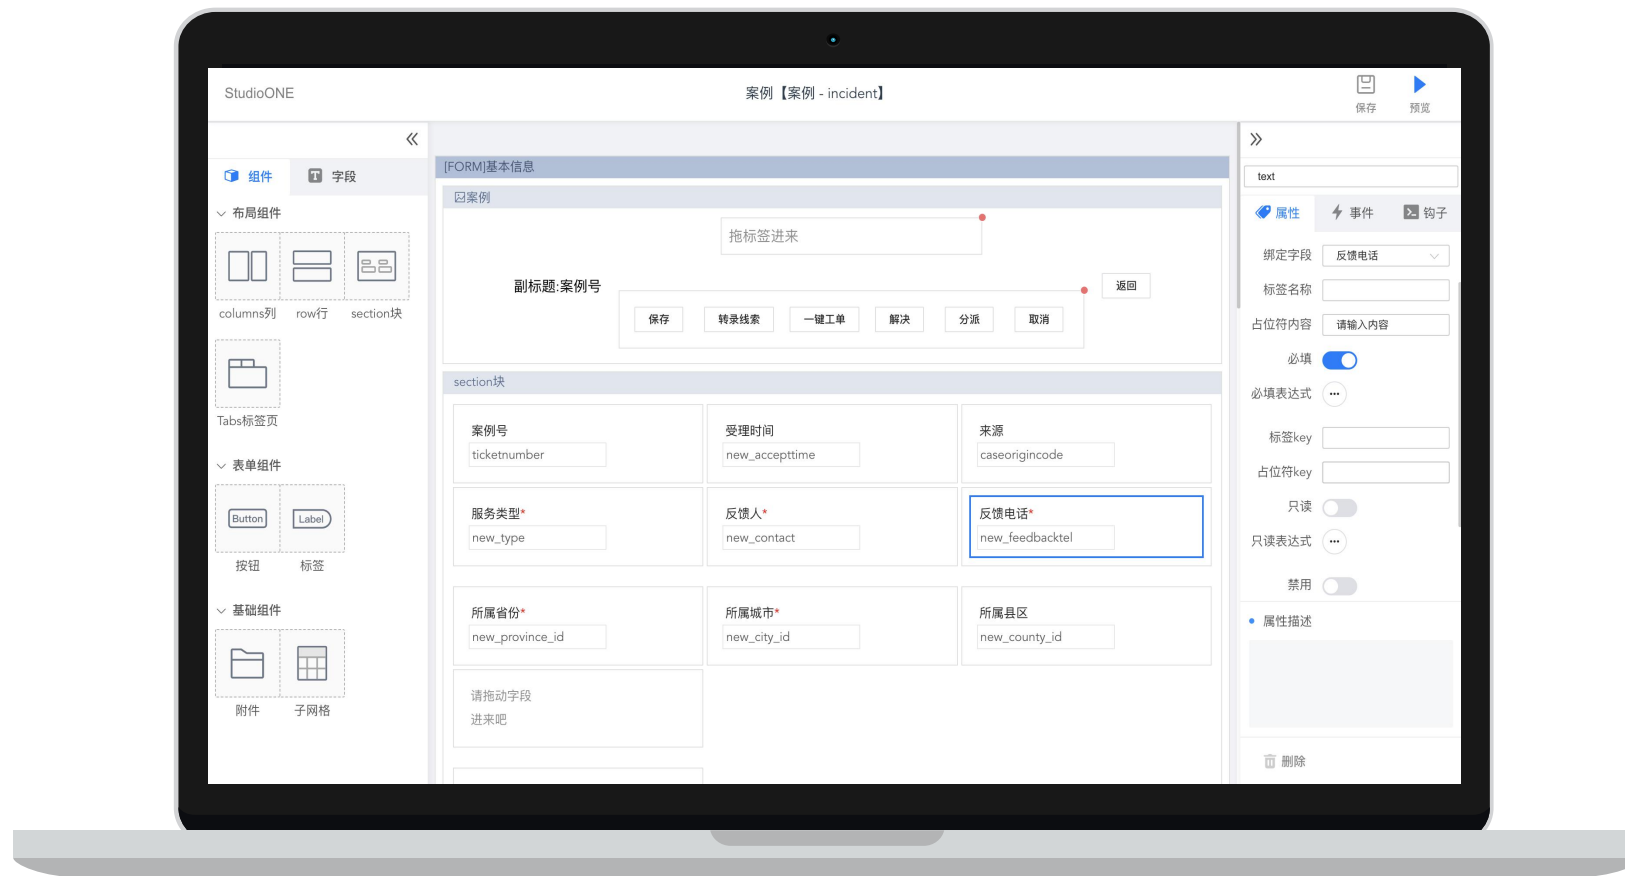 StudioONE
案例【案例 - incident】
保存
预览
组件
字段
布局组件
columns列
row行
section块
Tabs标签页
表单组件
Button
Label
按钮
标签
基础组件
附件
子网格
[FORM]基本信息
案例
拖标签进来
副标题:案例号
返回
保存
转录线索
一键工单
解决
分派
取消
section块
案例号
ticketnumber
受理时间
new_accepttime
来源
caseorigincode
服务类型*
new_type
反馈人*
new_contact
反馈电话*
new_feedbacktel
所属省份*
new_province_id
所属城市*
new_city_id
所属县区
new_county_id
请拖动字段
进来吧
text
属性
事件
钩子
绑定字段
反馈电话
标签名称
占位符内容
请输入内容
必填
必填表达式
标签key
占位符key
只读
只读表达式
禁用
属性描述
删除